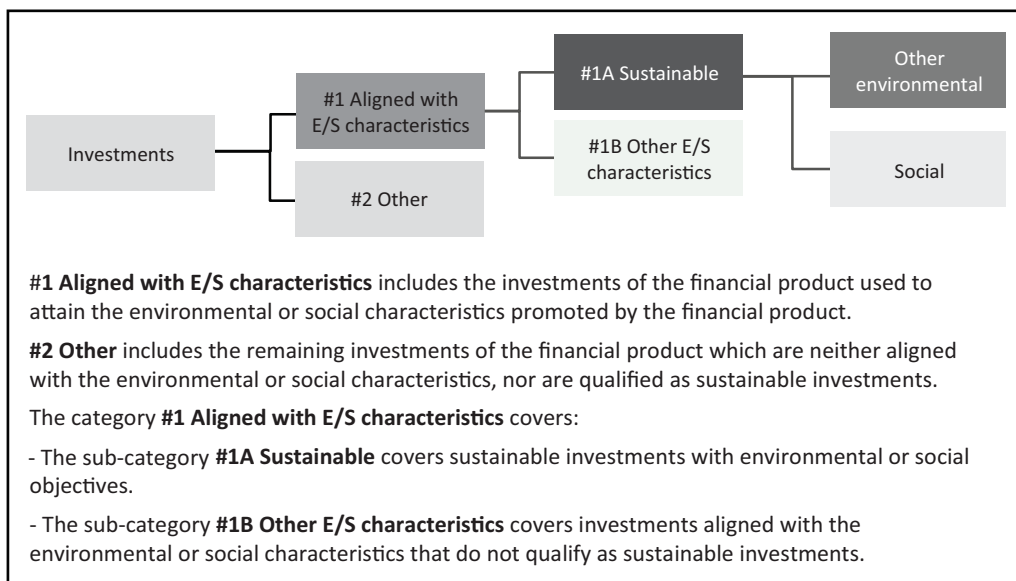 Investments
#1 Aligned with
E/S characteristics
#2 Other
#1A Sustainable
#1B Other E/S
characteristics
Other
environmental
Social
#1 Aligned with E/S characteristics includes the investments of the financial product used to
attain the environmental or social characteristics promoted by the financial product.
#2 Other includes the remaining investments of the financial product which are neither aligned
with the environmental or social characteristics, nor are qualified as sustainable investments.
The category #1 Aligned with E/S characteristics covers:
- The sub-category #1A Sustainable covers sustainable investments with environmental or social
objectives.
- The sub-category #1B Other E/S characteristics covers investments aligned with the
environmental or social characteristics that do not qualify as sustainable investments.